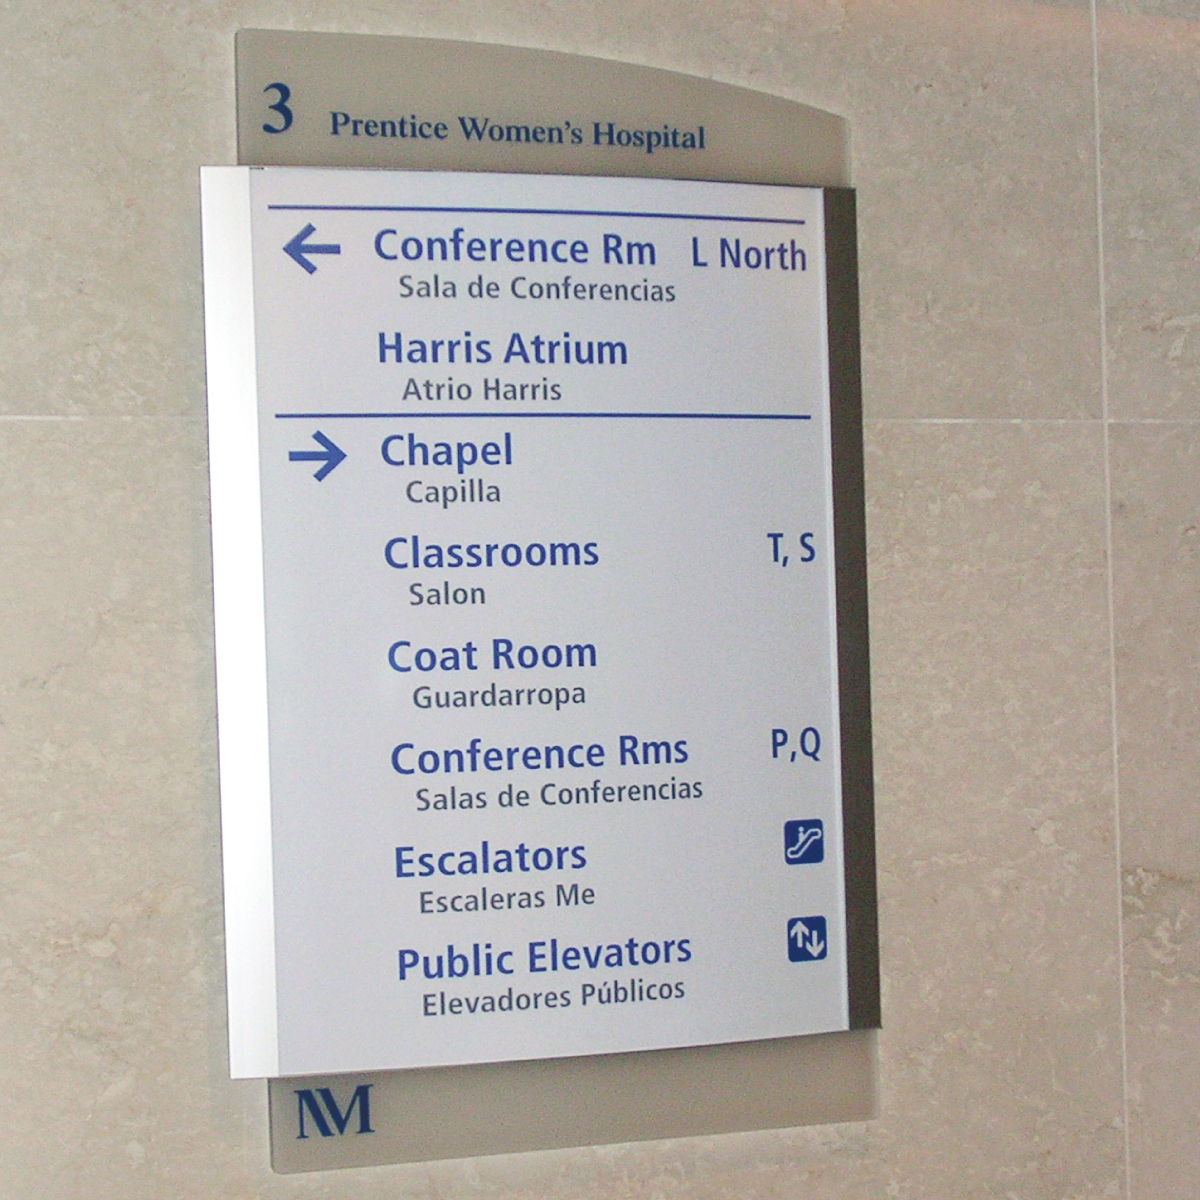 3 Prentice Women's Hospital
Conference Rm L North
Sala de Conferencias
Harris Atrium
Atrio Harris
Chapel
Capilla
Classrooms T, S
Salon
Coat Room
Guardarropa
Conference Rms P,Q
Salas de Conferencias
Escalators
Escaleras Me
Public Elevators
Elevadores Públicos
NM